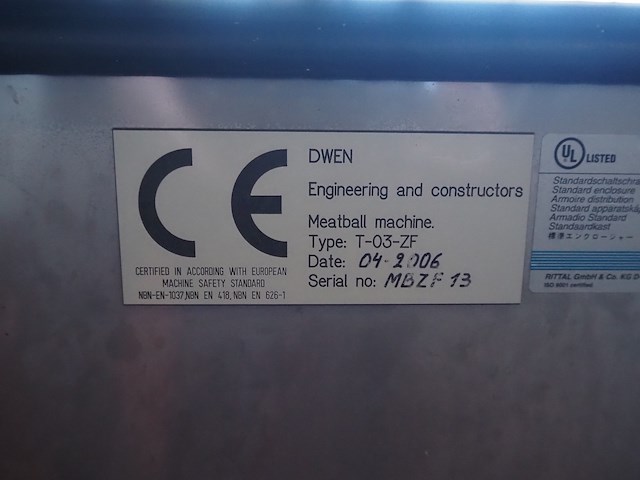 CE
CERTIFIED IN ACCORDING WITH EUROPEAN
MACHINE SAFETY STANDARD
NBN-EN-1037,NBN EN 418,NBN EN 626-1
DWEN
Engineering and constructors
Meatball machine.
Type: T-03-ZF
Date: 04-2006
Serial no: MBZF 13
UL LISTED
Standard enclosure
Armoire distribution
Armadio Standard
Standaardkast
標準エンクロージャー
RITTAL GmbH & Co. KG
ISO 9001 certified